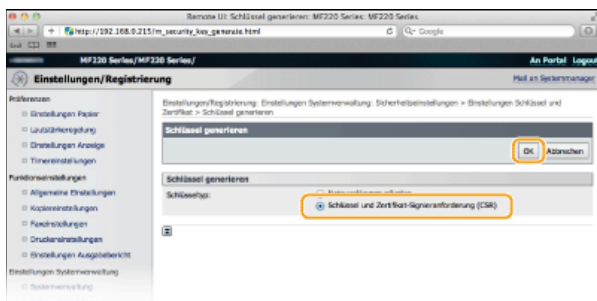 Remote UI: Schlüssel generieren: MF220 Series: MF220 Series
http://192.168.0.215/m_security_key_generate.html
Google
MF220 Series/MF220 Series/
An Portal Logout
Einstellungen/Registrierung
Mail an Systemmanager
Präferenzen
Einstellungen Papier
Lautstärkeregelung
Einstellungen Anzeige
Timereinstellungen
Funktionseinstellungen
Allgemeine Einstellungen
Kopiereinstellungen
Faxeinstellungen
Druckereinstellungen
Einstellungen Ausgabebericht
Einstellungen Systemverwaltung
Systemverwaltung
Einstellungen/Registrierung: Einstellungen Systemverwaltung: Sicherheitseinstellungen > Einstellungen Schlüssel und
Zertifikat > Schlüssel generieren
Schlüssel generieren
OK Abbrechen
Schlüssel generieren
Schlüsseltyp:
Schlüssel und Zertifikat-Signieranforderung (CSR)